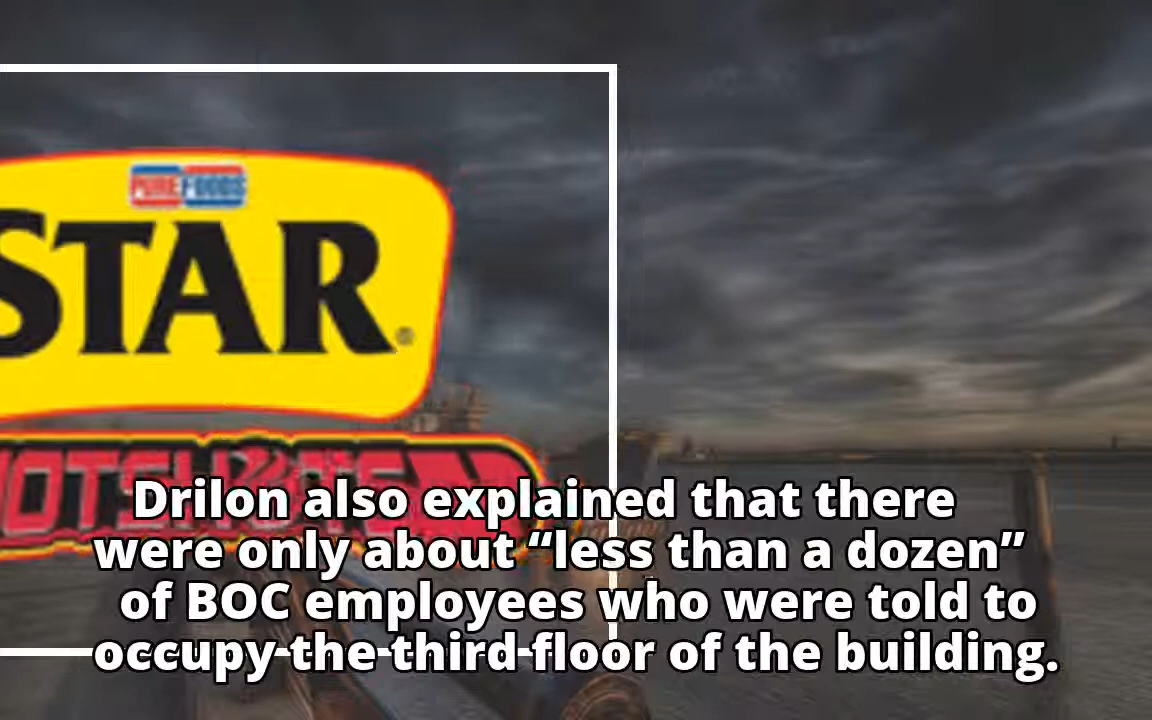 PUREFOODS
STAR
®
HOTSHOTS
Drilon also explained that there
were only about “less than a dozen”
of BOC employees who were told to
occupy the third floor of the building.